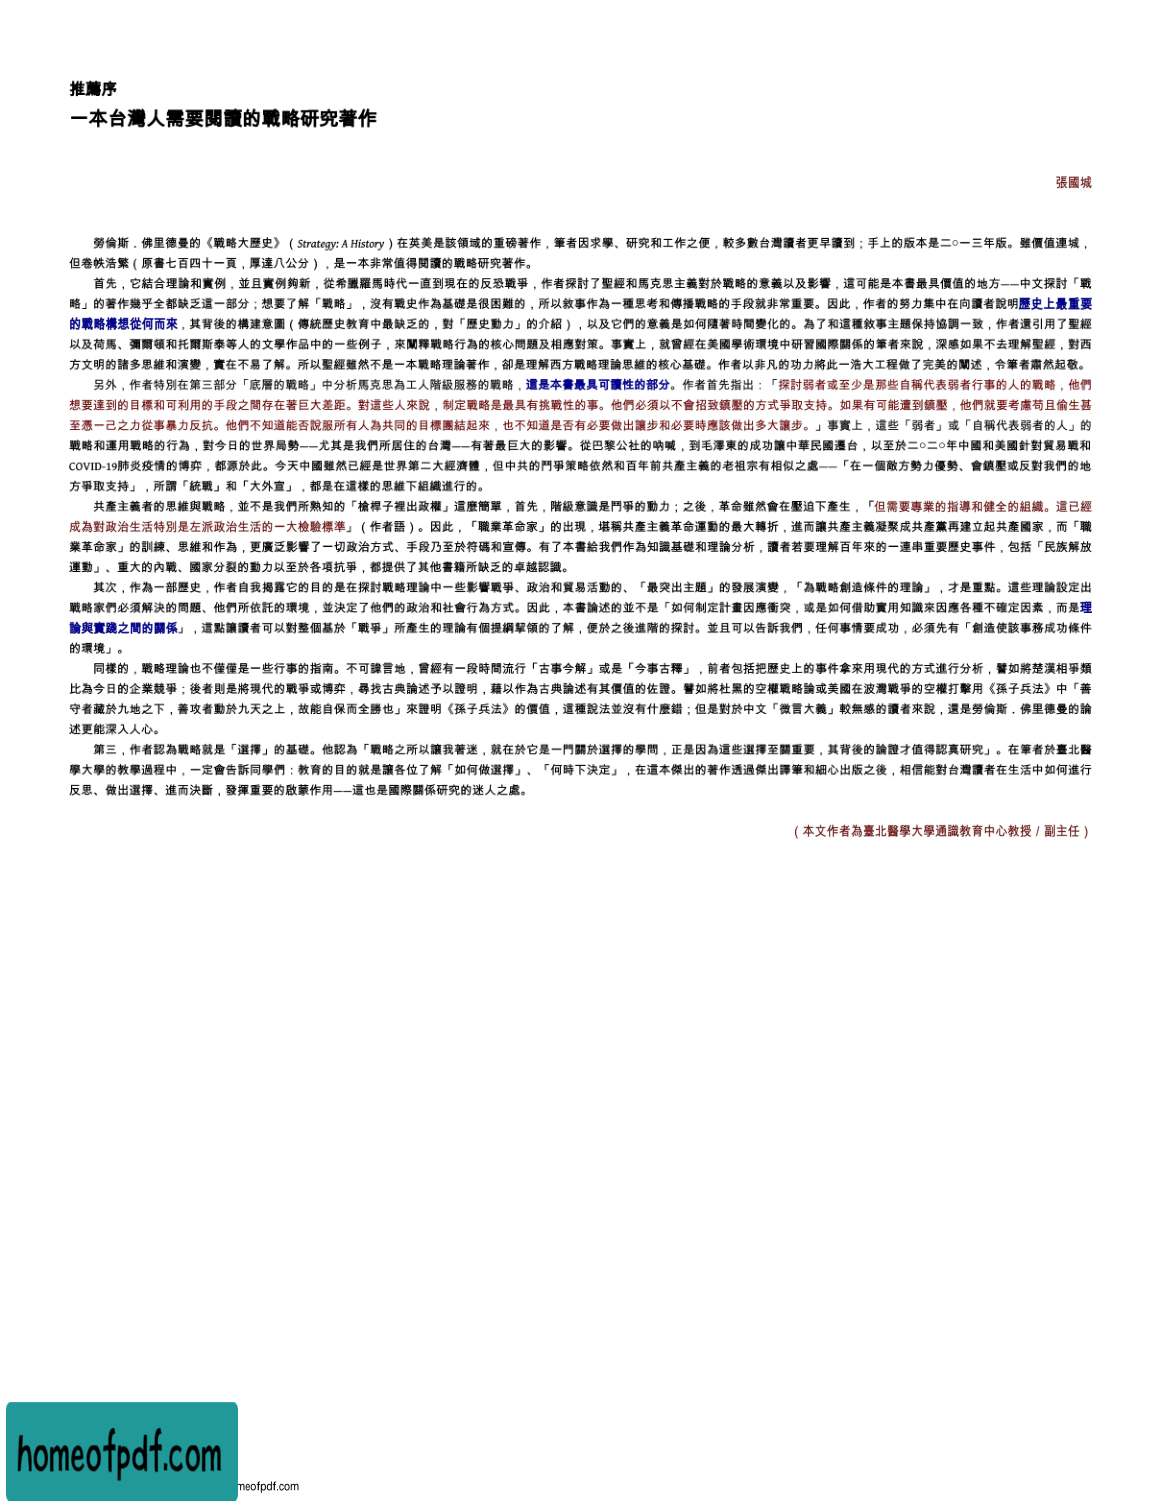 推薦序
一本台灣人需要閱讀的戰略研究著作
張國城
勞倫斯．佛里德曼的《戰略大歷史》（Strategy: A History）在英美是該領域的重磅著作，筆者因求學、研究和工作之便，較多數台灣讀者更早讀到；手上的版本是二○一三年版。雖價值連城，
但卷帙浩繁（原書七百四十一頁，厚達八公分），是一本非常值得閱讀的戰略研究著作。
首先，它結合理論和實例，並且實例夠新，從希臘羅馬時代一直到現在的反恐戰爭，作者探討了聖經和馬克思主義對於戰略的意義以及影響，這可能是本書最具價值的地方——中文探討「戰
略」的著作幾乎全都缺乏這一部分；想要了解「戰略」，沒有戰史作為基礎是很困難的，所以敘事作為一種思考和傳播戰略的手段就非常重要。因此，作者的努力集中在向讀者說明歷史上最重要
的戰略構想從何而來，其背後的構建意圖（傳統歷史教育中最缺乏的，對「歷史動力」的介紹），以及它們的意義是如何隨著時間變化的。為了和這種敘事主題保持協調一致，作者還引用了聖經
以及荷馬、彌爾頓和托爾斯泰等人的文學作品中的一些例子，來闡釋戰略行為的核心問題及相應對策。事實上，就曾經在美國學術環境中研習國際關係的筆者來說，深感如果不去理解聖經，對西
方文明的諸多思維和演變，實在不易了解。所以聖經雖然不是一本戰略理論著作，卻是理解西方戰略理論思維的核心基礎。作者以非凡的功力將此一浩大工程做了完美的闡述，令筆者肅然起敬。
另外，作者特別在第三部分「底層的戰略」中分析馬克思為工人階級服務的戰略，這是本書最具可讀性的部分。作者首先指出：「探討弱者或至少是那些自稱代表弱者行事的人的戰略，他們
想要達到的目標和可利用的手段之間存在著巨大差距。對這些人來說，制定戰略是最具有挑戰性的事。他們必須以不會招致鎮壓的方式爭取支持。如果有可能遭到鎮壓，他們就要考慮苟且偷生甚
至憑一己之力從事暴力反抗。他們不知道能否說服所有人為共同的目標團結起來，也不知道是否有必要做出讓步和必要時應該做出多大讓步。」事實上，這些「弱者」或「自稱代表弱者的人」的
戰略和運用戰略的行為，對今日的世界局勢——尤其是我們所居住的台灣——有著最巨大的影響。從巴黎公社的吶喊，到毛澤東的成功讓中華民國遷台，以至於二○二○年中國和美國針對貿易戰和
COVID-19肺炎疫情的博弈，都源於此。今天中國雖然已經是世界第二大經濟體，但中共的鬥爭策略依然和百年前共產主義的老祖宗有相似之處——「在一個敵方勢力優勢、會鎮壓或反對我們的地
方爭取支持」，所謂「統戰」和「大外宣」，都是在這樣的思維下組織進行的。
共產主義者的思維與戰略，並不是我們所熟知的「槍桿子裡出政權」這麼簡單，首先，階級意識是鬥爭的動力；之後，革命雖然會在壓迫下產生，「但需要專業的指導和健全的組織。這已經
成為對政治生活特別是左派政治生活的一大檢驗標準」（作者語）。因此，「職業革命家」的出現，堪稱共產主義革命運動的最大轉折，進而讓共產主義凝聚成共產黨再建立起共產國家，而「職
業革命家」的訓練、思維和作為，更廣泛影響了一切政治方式、手段乃至於符碼和宣傳。有了本書給我們作為知識基礎和理論分析，讀者若要理解百年來的一連串重要歷史事件，包括「民族解放
運動」、重大的內戰、國家分裂的動力以至於各項抗爭，都提供了其他書籍所缺乏的卓越認識。
其次，作為一部歷史，作者自我揭露它的目的是在探討戰略理論中一些影響戰爭、政治和貿易活動的、「最突出主題」的發展演變，「為戰略創造條件的理論」，才是重點。這些理論設定出
戰略家們必須解決的問題、他們所依託的環境，並決定了他們的政治和社會行為方式。因此，本書論述的並不是「如何制定計畫因應衝突，或是如何借助實用知識來因應各種不確定因素，而是理
論與實踐之間的關係」，這點讓讀者可以對整個基於「戰爭」所產生的理論有個提綱挈領的了解，便於之後進階的探討。並且可以告訴我們，任何事情要成功，必須先有「創造使該事務成功條件
的環境」。
同樣的，戰略理論也不僅僅是一些行事的指南。不可諱言地，曾經有一段時間流行「古事今解」或是「今事古釋」，前者包括把歷史上的事件拿來用現代的方式進行分析，譬如將楚漢相爭類
比為今日的企業競爭；後者則是將現代的戰爭或博弈，尋找古典論述予以證明，藉以作為古典論述有其價值的佐證。譬如將杜黑的空權戰略論或美國在波灣戰爭的空權打擊用《孫子兵法》中「善
守者藏於九地之下，善攻者動於九天之上，故能自保而全勝也」來證明《孫子兵法》的價值，這種說法並沒有什麼錯；但是對於中文「微言大義」較無感的讀者來說，還是勞倫斯．佛里德曼的論
述更能深入人心。
第三，作者認為戰略就是「選擇」的基礎。他認為「戰略之所以讓我著迷，就在於它是一門關於選擇的學問，正是因為這些選擇至關重要，其背後的論證才值得認真研究」。在筆者於臺北醫
學大學的教學過程中，一定會告訴同學們：教育的目的就是讓各位了解「如何做選擇」、「何時下決定」，在這本傑出的著作透過傑出譯筆和細心出版之後，相信能對台灣讀者在生活中如何進行
反思、做出選擇、進而決斷，發揮重要的啟蒙作用——這也是國際關係研究的迷人之處。
（本文作者為臺北醫學大學通識教育中心教授／副主任）
homeofpdf.com
meofpdf.com